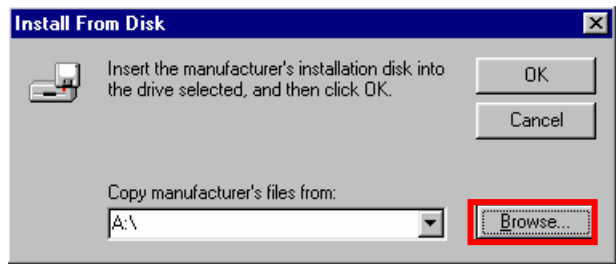 Install From Disk
Insert the manufacturer's installation disk into
the drive selected, and then click OK.
OK
Cancel
Copy manufacturer's files from:
A:\
Browse...